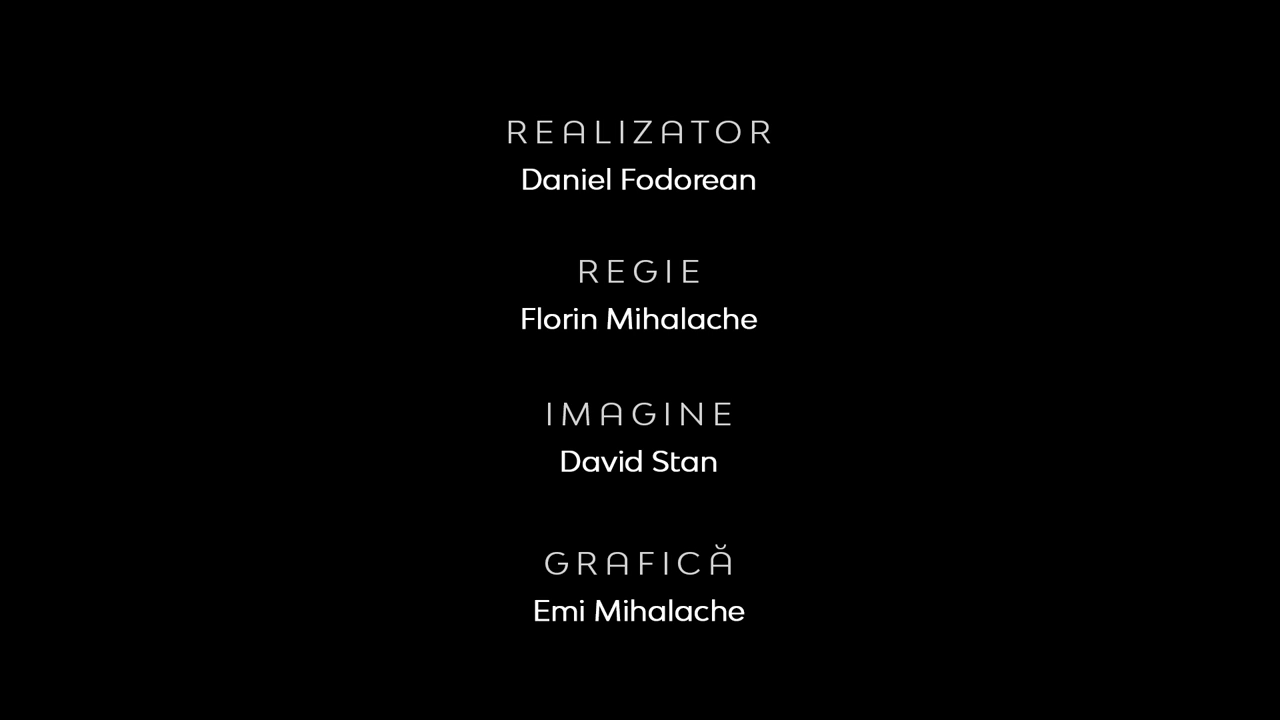 REALIZATOR
Daniel Fodorean
REGIE
Florin Mihalache
IMAGINE
David Stan
GRAFICĂ
Emi Mihalache